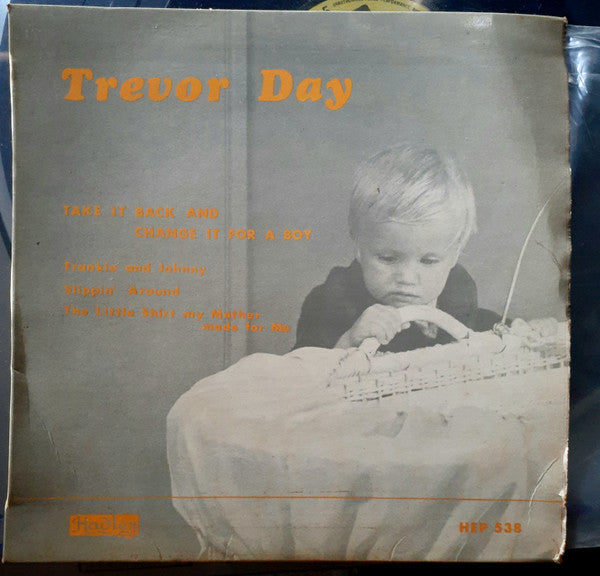 Trevor Day
TAKE IT BACK AND
CHANGE IT FOR A BOY
Frankie and Johnny
Slippin' Around
The Little Shirt my Mother
made for Me
HEP 538